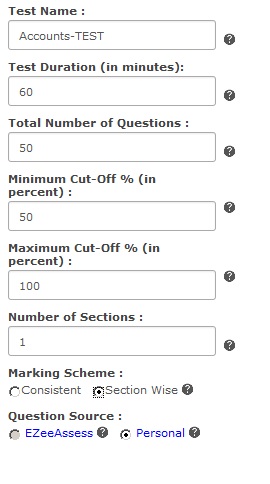 Test Name :
Accounts-TEST
Test Duration (in minutes):
60
Total Number of Questions :
50
Minimum Cut-Off % (in
percent) :
50
Maximum Cut-Off % (in
percent) :
100
Number of Sections :
1
Marking Scheme :
Consistent Section Wise
Question Source :
EZeeAssess Personal